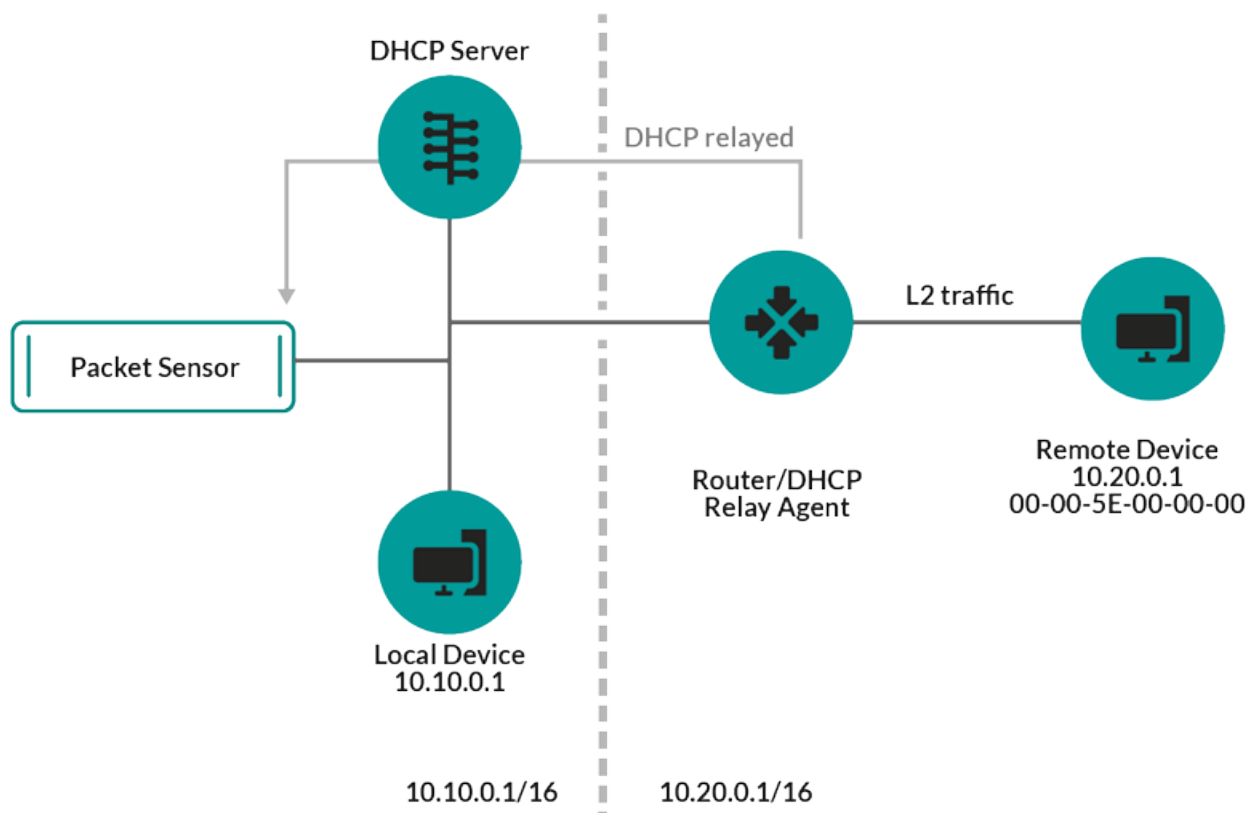 DHCP Server
DHCP relayed
L2 traffic
Packet Sensor
Router/DHCP
Relay Agent
Remote Device
10.20.0.1
00-00-5E-00-00-00
Local Device
10.10.0.1
10.10.0.1/16
10.20.0.1/16